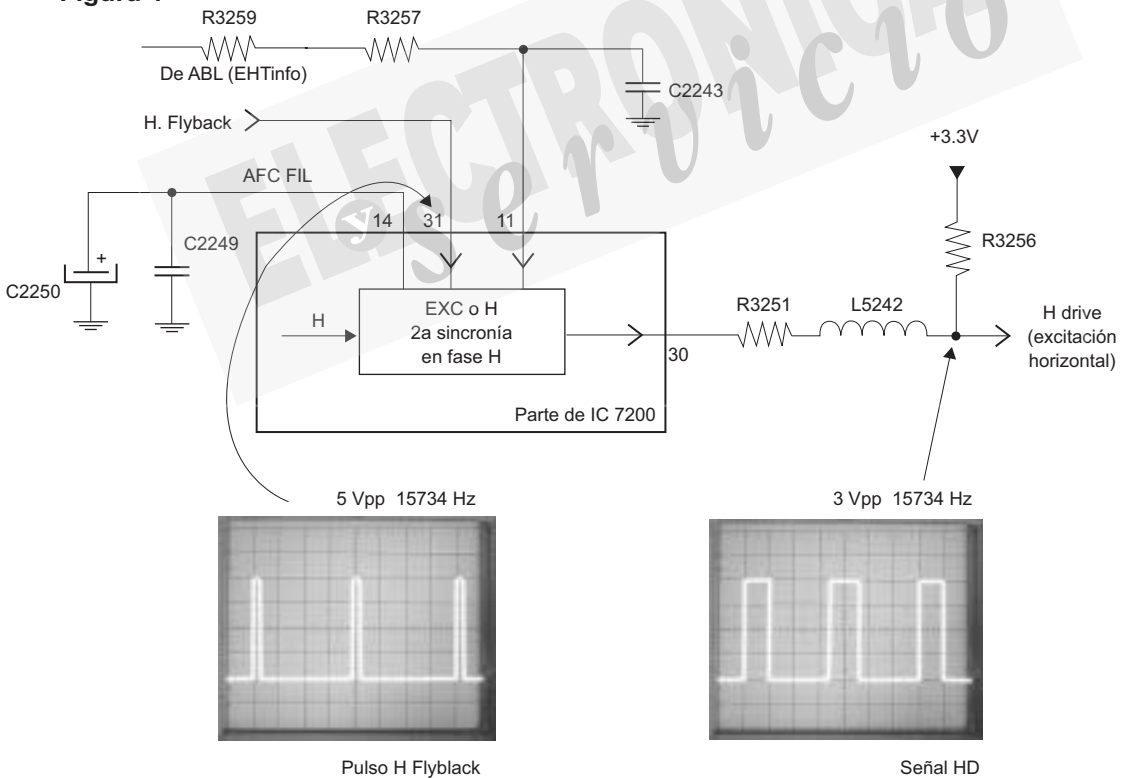 R3259
R3257
De ABL (EHTinfo)
C2243
H. Flyback
+3.3V
AFC FIL
14
31
11
C2249
R3256
C2250
+
R3251
L5242
H drive
(excitación
horizontal)
H
EXC o H
2a sincronía
en fase H
30
Parte de IC 7200
5 Vpp 15734 Hz
3 Vpp 15734 Hz
Pulso H Flyblack
Señal HD
ELECTRONICA
y servicio